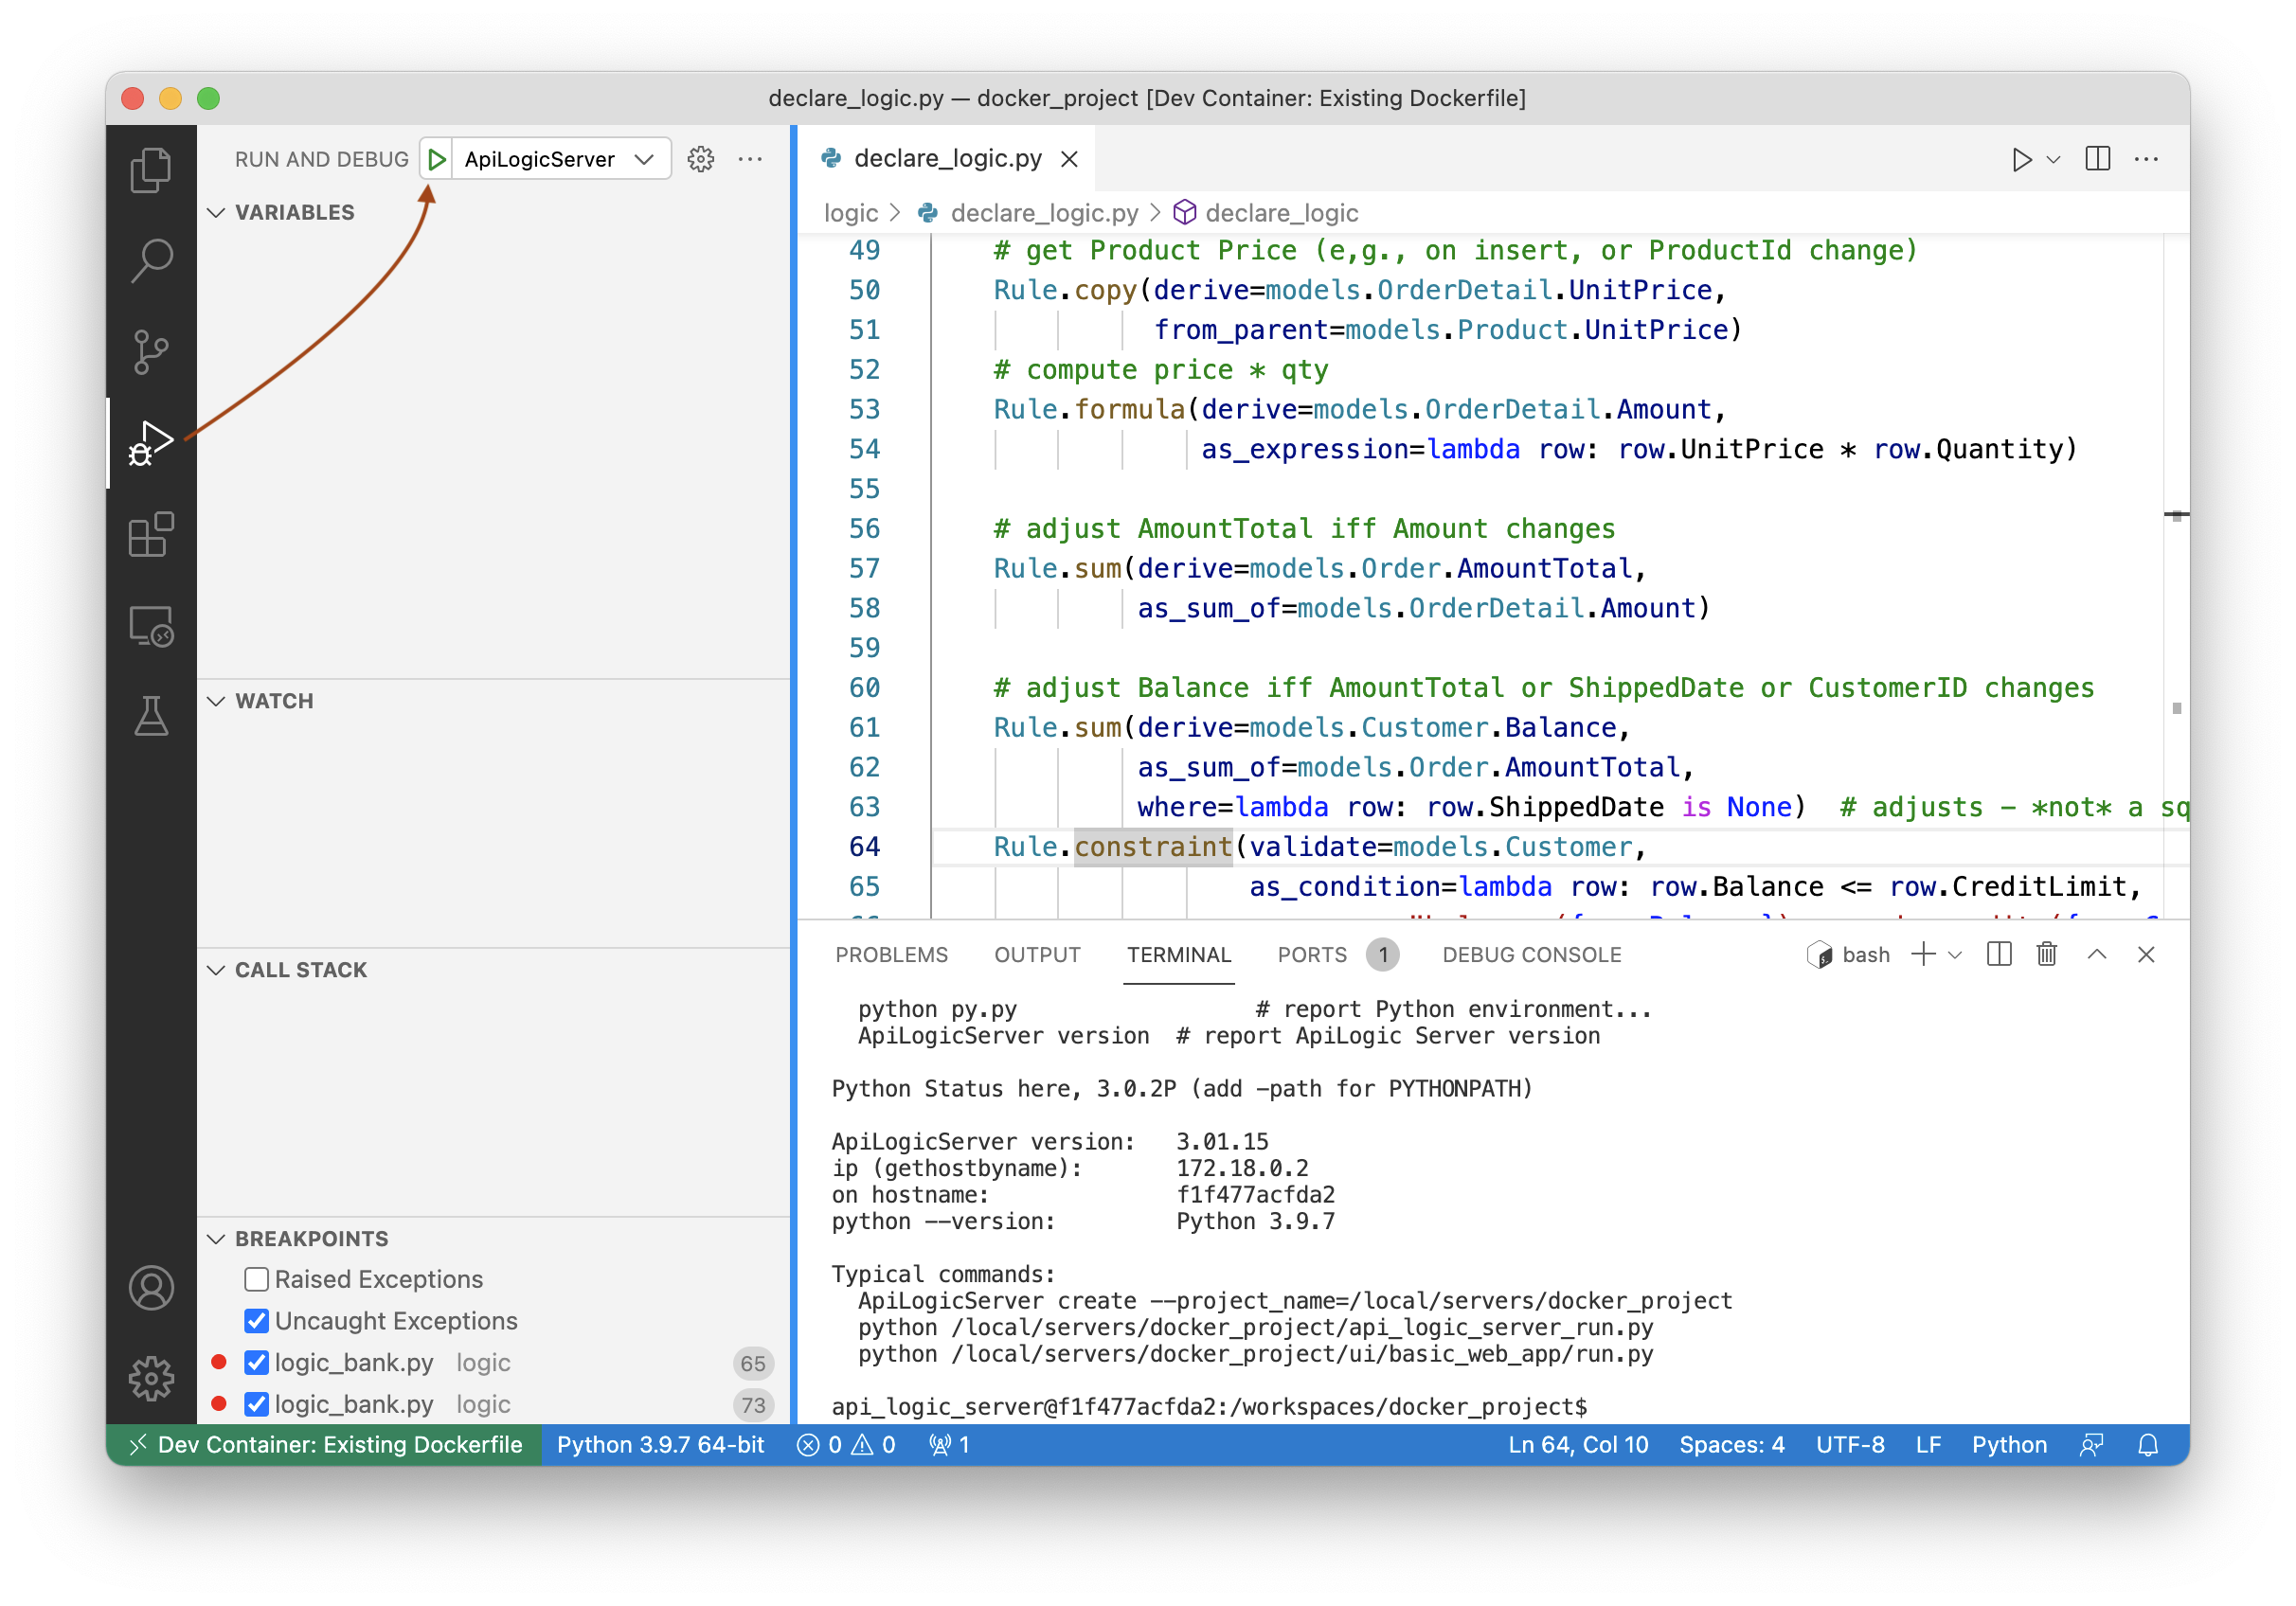 declare_logic.py — docker_project [Dev Container: Existing Dockerfile]
RUN AND DEBUG ApiLogicServer
VARIABLES
WATCH
CALL STACK
BREAKPOINTS
Raised Exceptions
Uncaught Exceptions
logic_bank.py logic 65
logic_bank.py logic 73
declare_logic.py
logic > declare_logic.py > declare_logic
49 # get Product Price (e,g., on insert, or ProductId change)
50 Rule.copy(derive=models.OrderDetail.UnitPrice,
51 from_parent=models.Product.UnitPrice)
52 # compute price * qty
53 Rule.formula(derive=models.OrderDetail.Amount,
54 as_expression=lambda row: row.UnitPrice * row.Quantity)
55
56 # adjust AmountTotal iff Amount changes
57 Rule.sum(derive=models.Order.AmountTotal,
58 as_sum_of=models.OrderDetail.Amount)
59
60 # adjust Balance iff AmountTotal or ShippedDate or CustomerID changes
61 Rule.sum(derive=models.Customer.Balance,
62 as_sum_of=models.Order.AmountTotal,
63 where=lambda row: row.ShippedDate is None) # adjusts - *not* a sq
64 Rule.constraint(validate=models.Customer,
65 as_condition=lambda row: row.Balance <= row.CreditLimit,
PROBLEMS OUTPUT TERMINAL PORTS 1 DEBUG CONSOLE bash
python py.py # report Python environment...
ApiLogicServer version # report ApiLogic Server version
Python Status here, 3.0.2P (add -path for PYTHONPATH)
ApiLogicServer version: 3.01.15
ip (gethostbyname): 172.18.0.2
on hostname: f1f477acfda2
python --version: Python 3.9.7
Typical commands:
ApiLogicServer create --project_name=/local/servers/docker_project
python /local/servers/docker_project/api_logic_server_run.py
python /local/servers/docker_project/ui/basic_web_app/run.py
api_logic_server@f1f477acfda2:/workspaces/docker_project$
Dev Container: Existing Dockerfile Python 3.9.7 64-bit 0 0 1 Ln 64, Col 10 Spaces: 4 UTF-8 LF Python